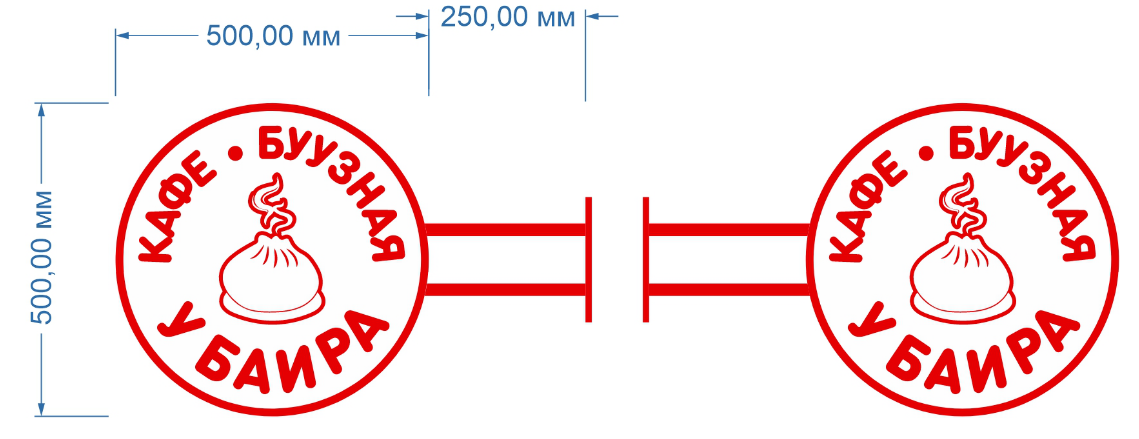 250,00 мм
500,00 мм
500,00 мм
КАФЕ • БУУЗНАЯ
У БАИРА
КАФЕ • БУУЗНАЯ
У БАИРА